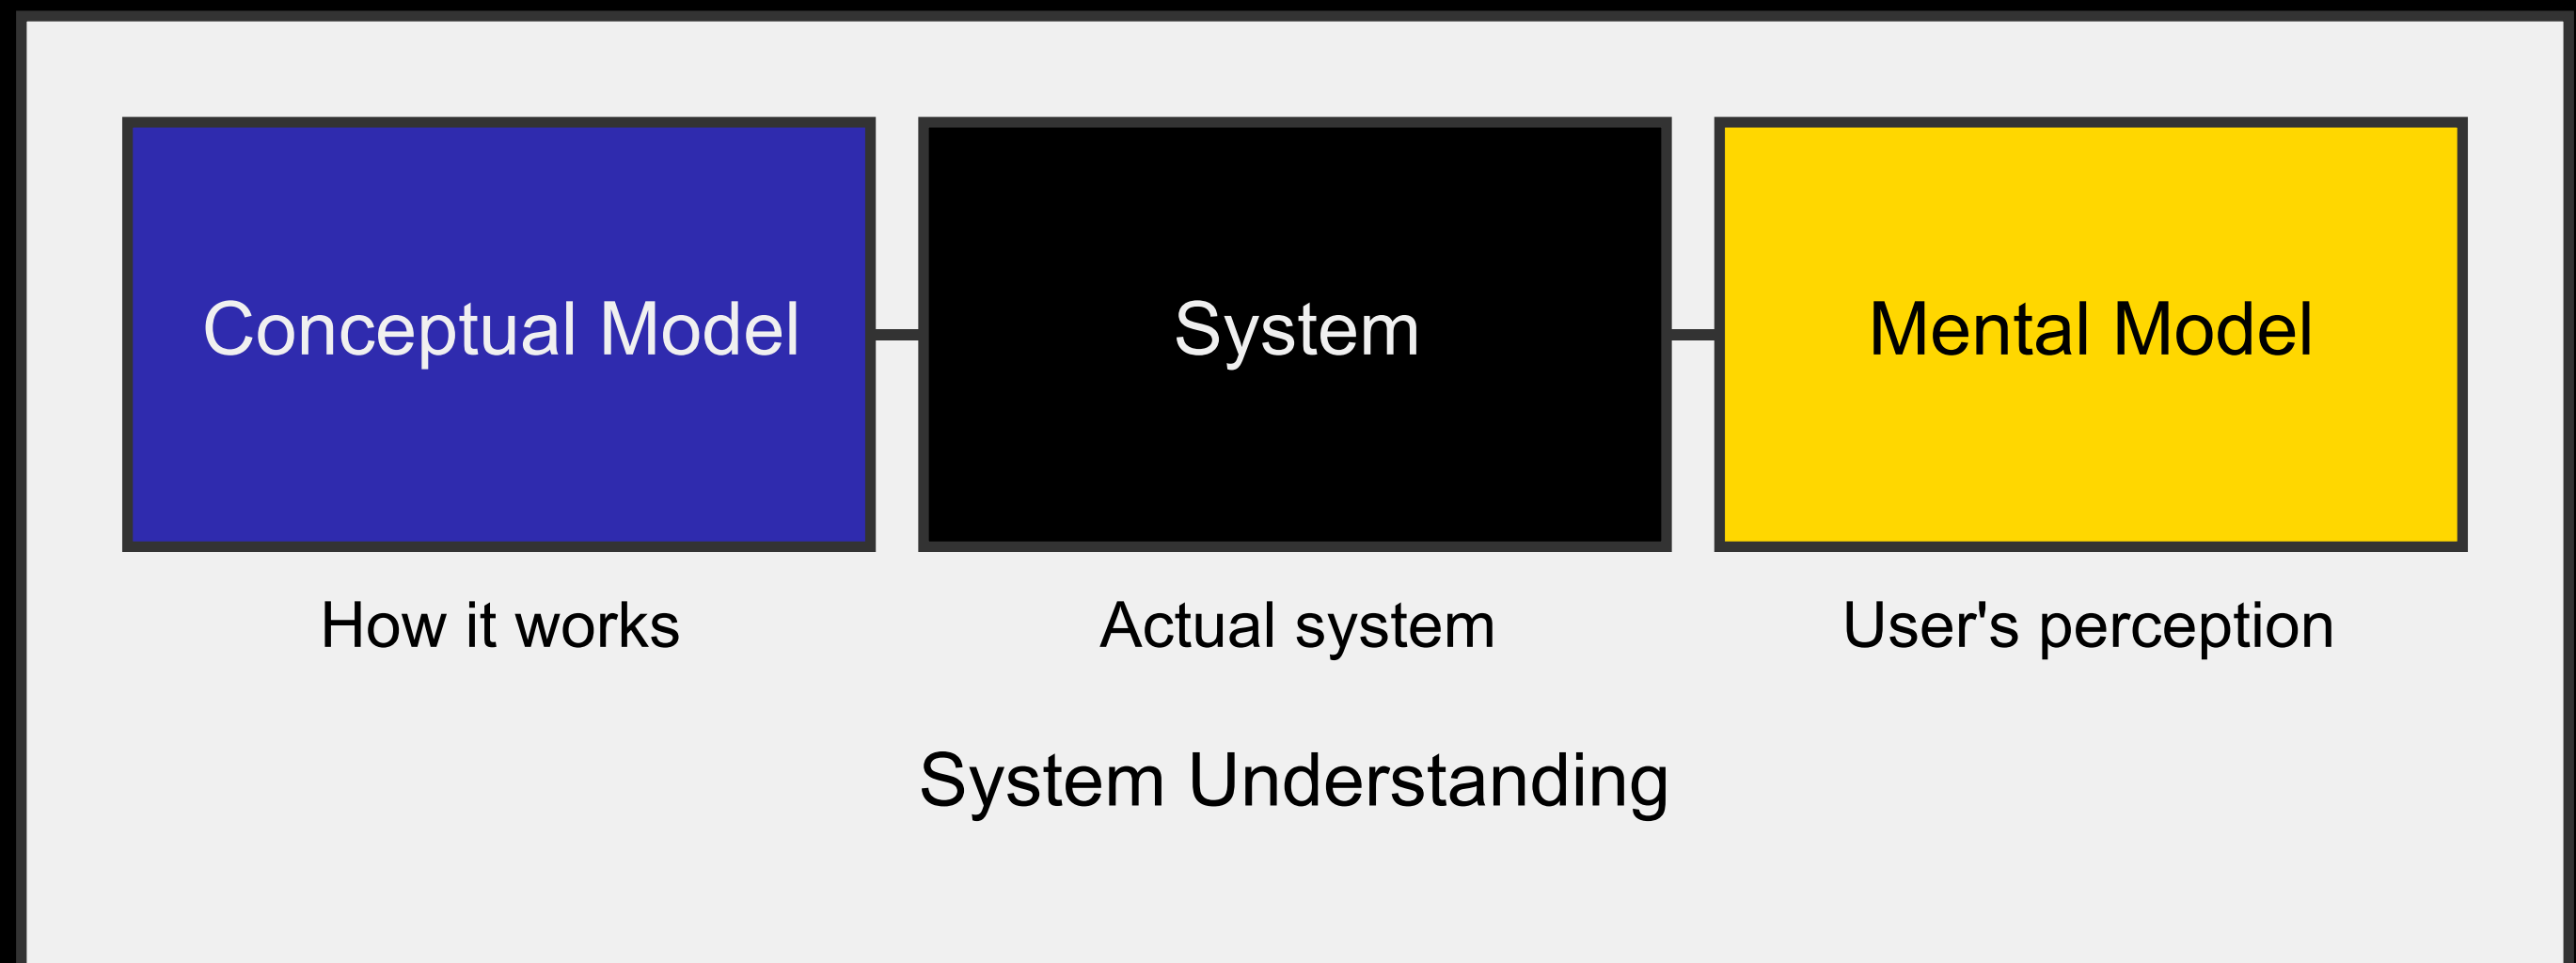 Conceptual Model
System
Mental Model
How it works
Actual system
User's perception
System Understanding